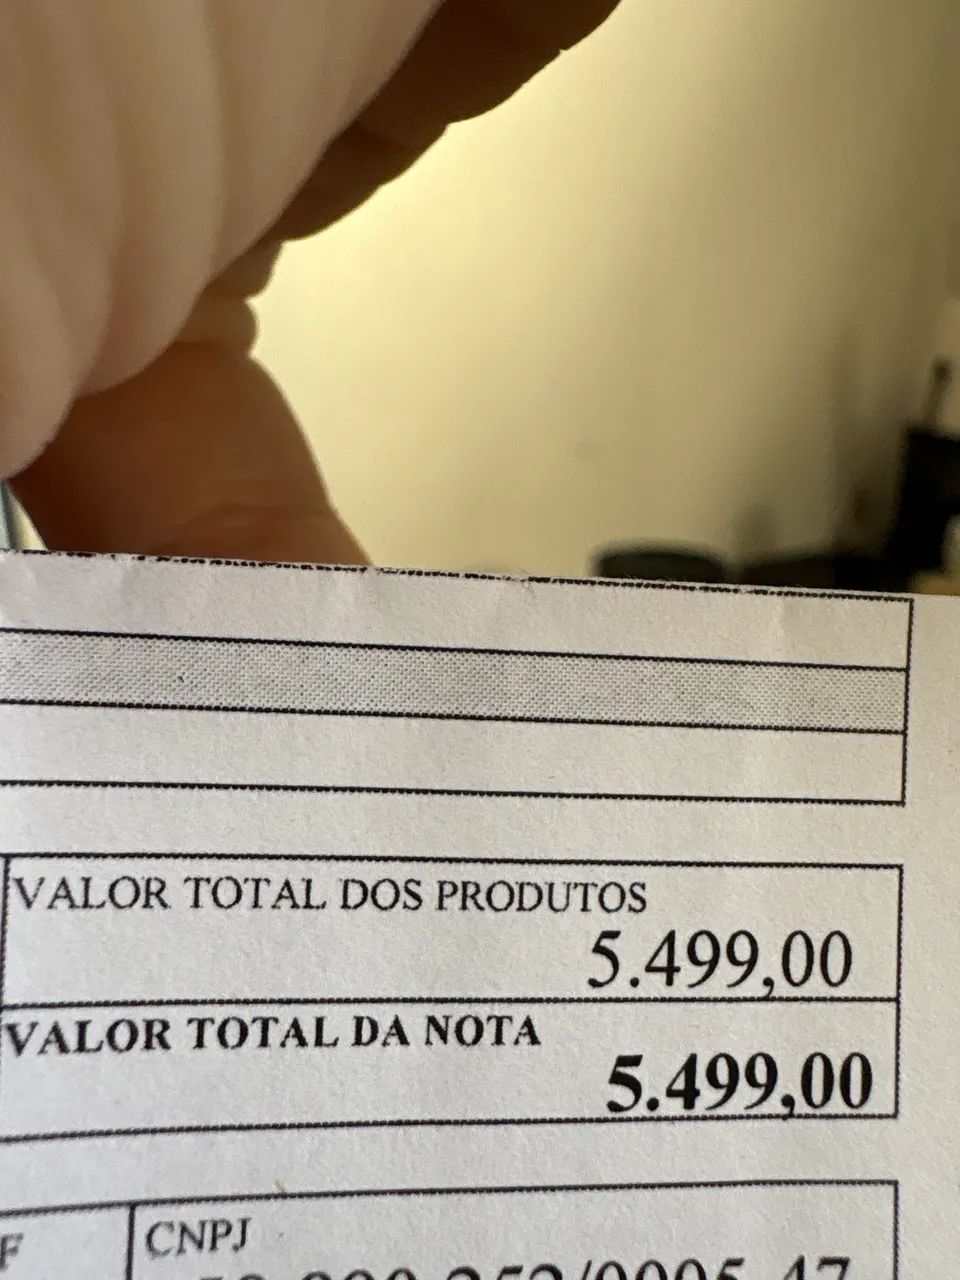 VALOR TOTAL DOS PRODUTOS
5.499,00
VALOR TOTAL DA NOTA
5.499,00
F
CNPJ